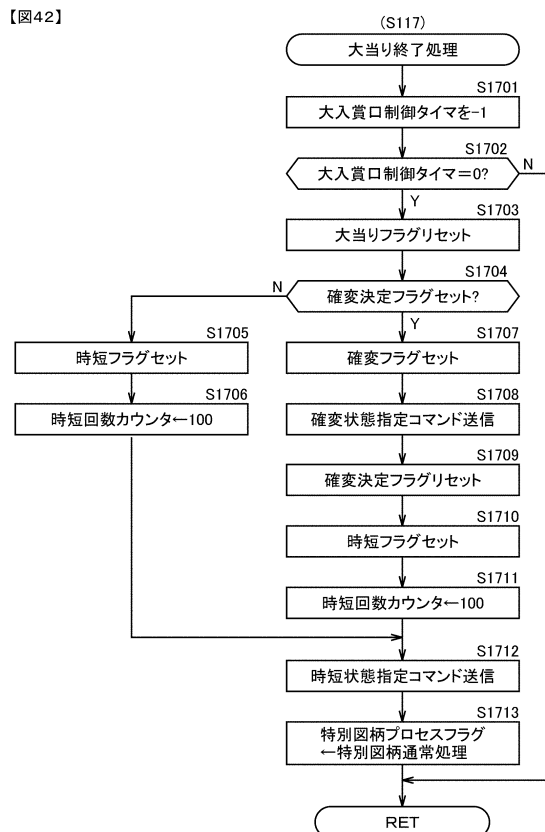 【図42】
(S117)
大当り終了処理
S1701
大入賞口制御タイマを-1
S1702
大入賞口制御タイマ＝0?
N
Y
S1703
大当りフラグリセット
S1704
確変決定フラグセット?
N
Y
S1705
時短フラグセット
S1706
時短回数カウンタ←100
S1707
確変フラグセット
S1708
確変状態指定コマンド送信
S1709
確変決定フラグリセット
S1710
時短フラグセット
S1711
時短回数カウンタ←100
S1712
時短状態指定コマンド送信
S1713
特別図柄プロセスフラグ
←特別図柄通常処理
RET